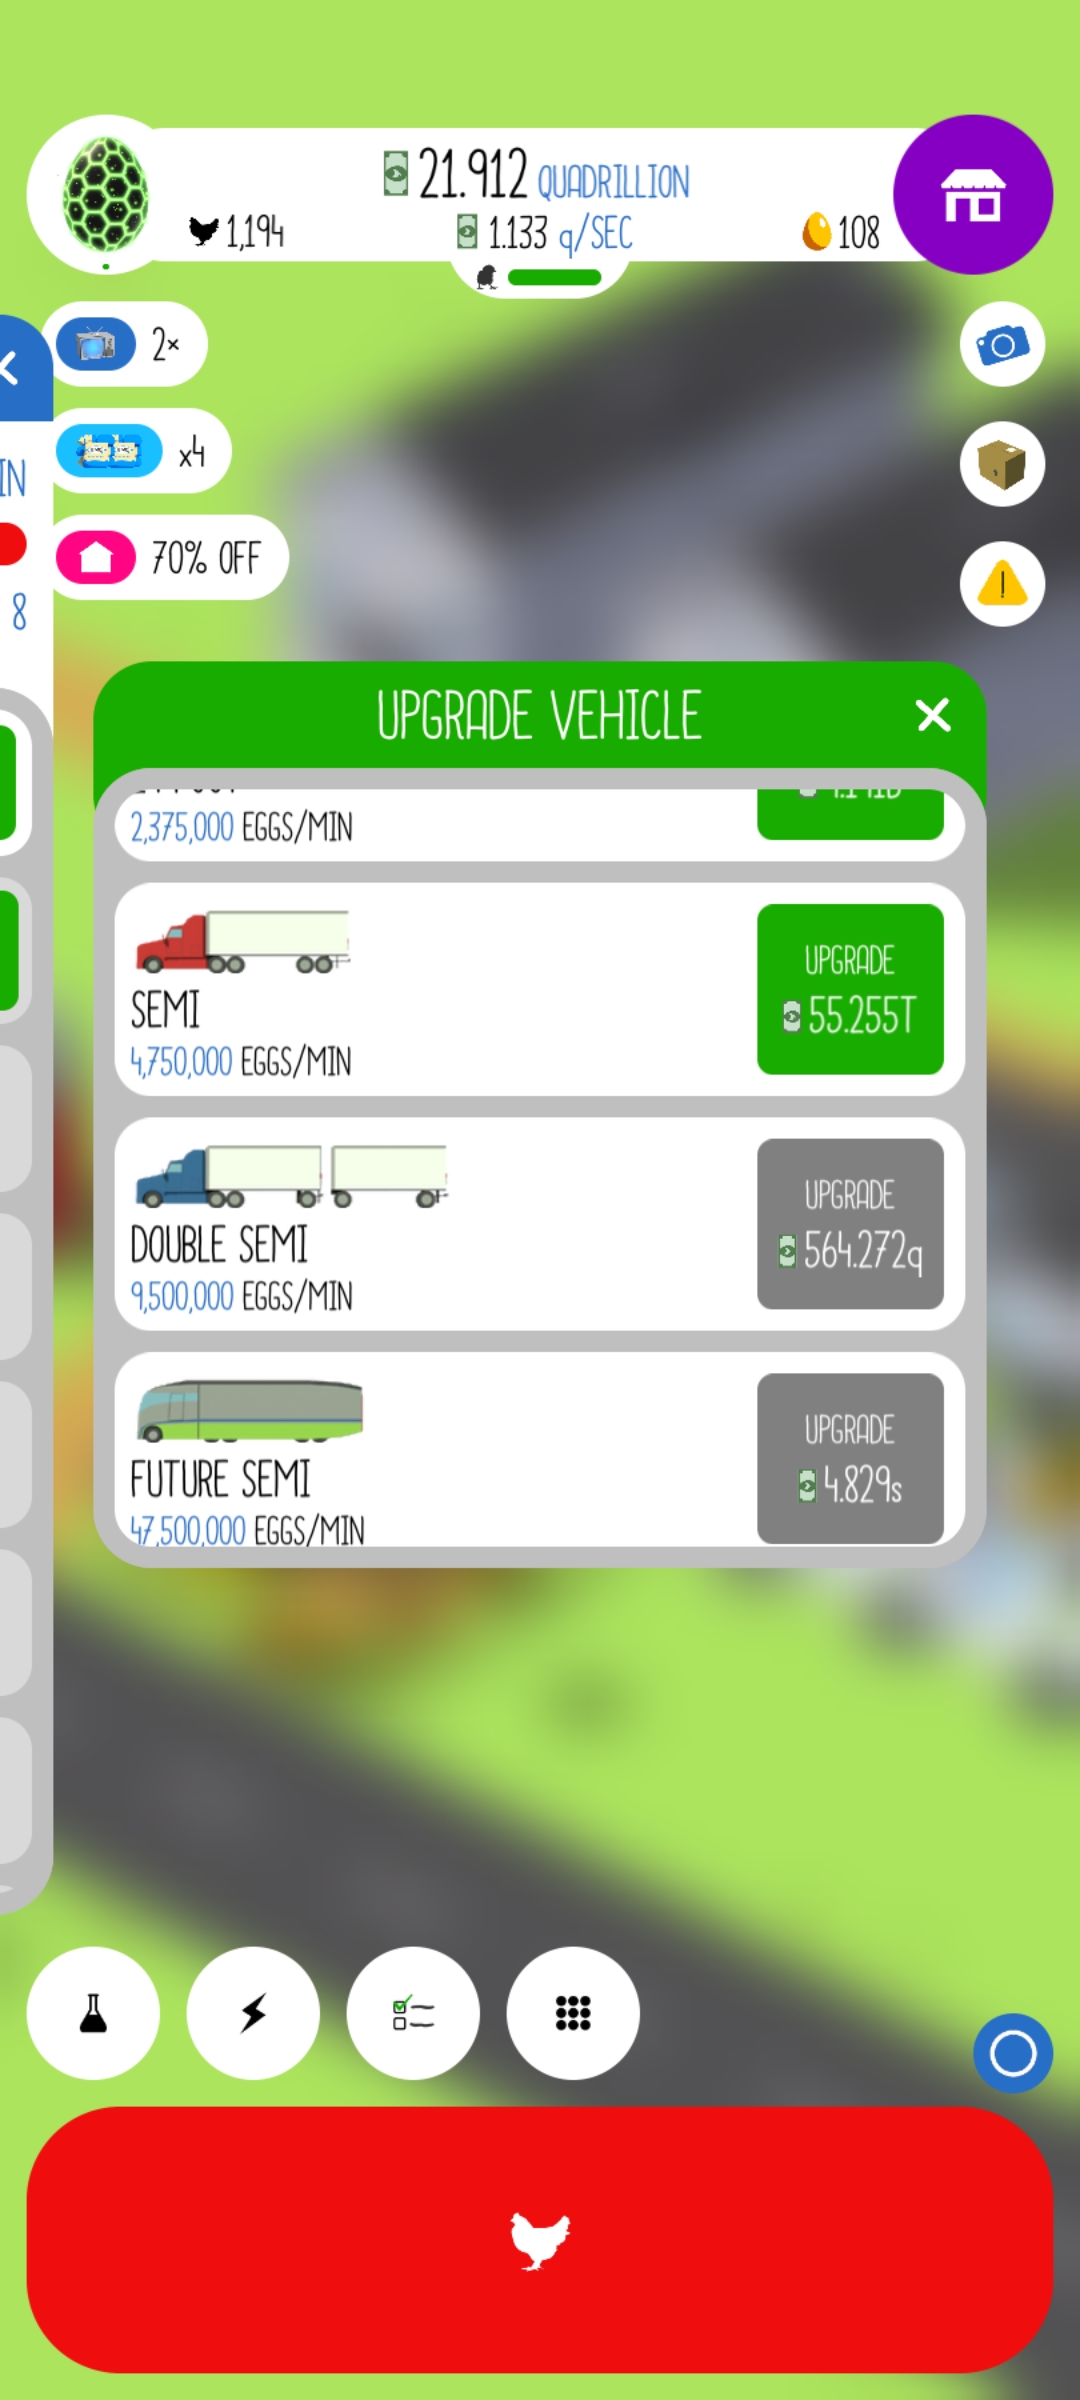 21.912 QUADRILLION
1,194
1.133 q/SEC
108
2×
x4
IN
70% OFF
8
UPGRADE VEHICLE
2,375,000 EGGS/MIN
SEMI
4,750,000 EGGS/MIN
UPGRADE
55.255T
DOUBLE SEMI
9,500,000 EGGS/MIN
UPGRADE
564.272q
FUTURE SEMI
47,500,000 EGGS/MIN
UPGRADE
4.829s